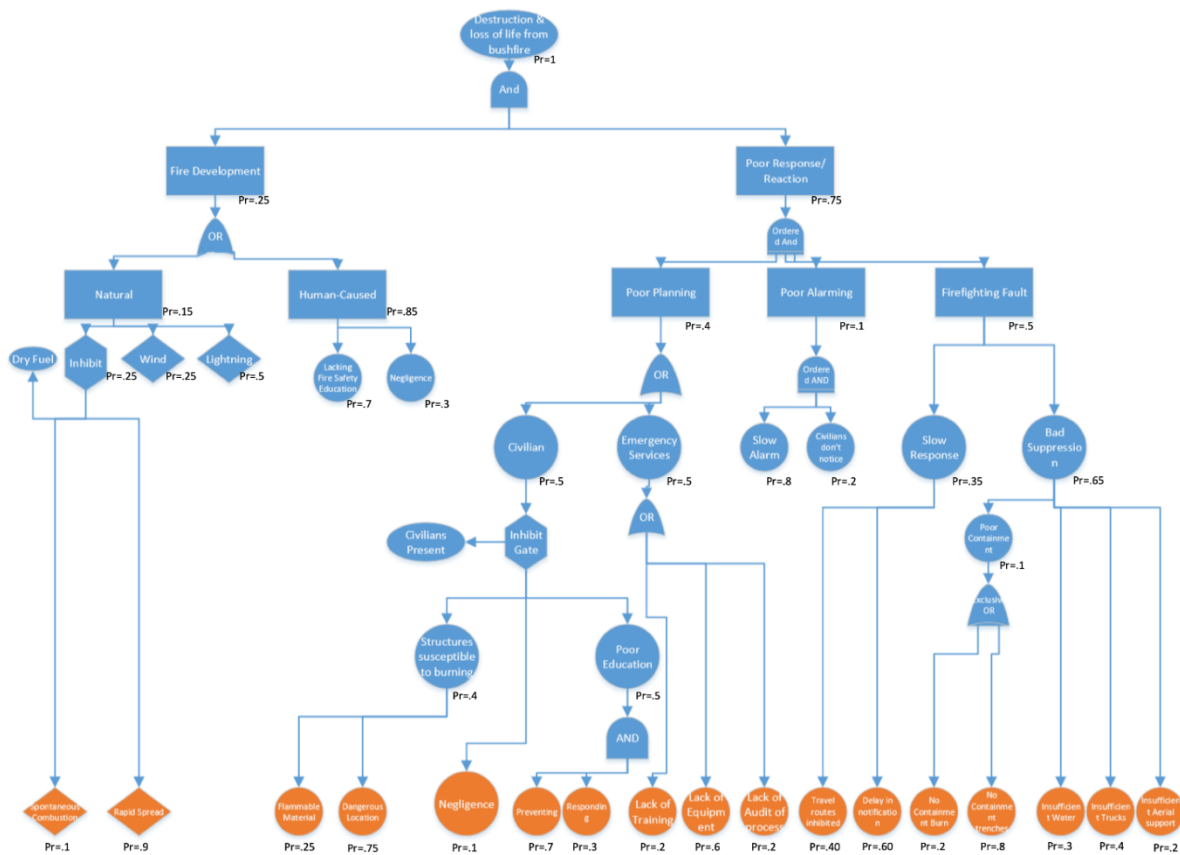 Destruction &
loss of life from
bushfire
Pr=1
And
Fire Development
Pr=.25
Poor Response/
Reaction
Pr=.75
OR
Ordere
d And
Natural
Pr=.15
Human-Caused
Pr=.85
Poor Planning
Pr=.4
Poor Alarming
Pr=.1
Firefighting Fault
Pr=.5
Dry Fuel
Inhibit
Pr=.25
Wind
Pr=.25
Lightning
Pr=.5
Lacking
Fire Safety
Education
Pr=.7
Negligence
Pr=.3
OR
Ordere
d AND
Civilian
Pr=.5
Emergency
Services
Pr=.5
Slow
Alarm
Pr=.8
Civilians
don't
notice
Pr=.2
Slow
Response
Pr=.35
Bad
Suppressio
n
Pr=.65
Civilians
Present
Inhibit
Gate
OR
Poor
Containme
nt
Pr=.1
Exclusive
OR
Structures
susceptible
to burning
Pr=.4
Poor
Education
Pr=.5
AND
Spontaneous
Combustion
Pr=.1
Rapid Spread
Pr=.9
Flammable
Material
Pr=.25
Dangerous
Location
Pr=.75
Negligence
Pr=.1
Preventing
Pr=.7
Respondin
g
Pr=.3
Lack of
Training
Pr=.2
Lack of
Equipm
ent
Pr=.6
Lack of
Audit of
process
Pr=.2
Travel
routes
inhibited
Pr=.40
Delay in
notificatio
n
Pr=.60
No
Containme
nt Burn
Pr=.2
No
Containme
nt
trenches
Pr=.8
Insufficien
t Water
Pr=.3
Insufficien
t Trucks
Pr=.4
Insufficien
t Aerial
support
Pr=.2